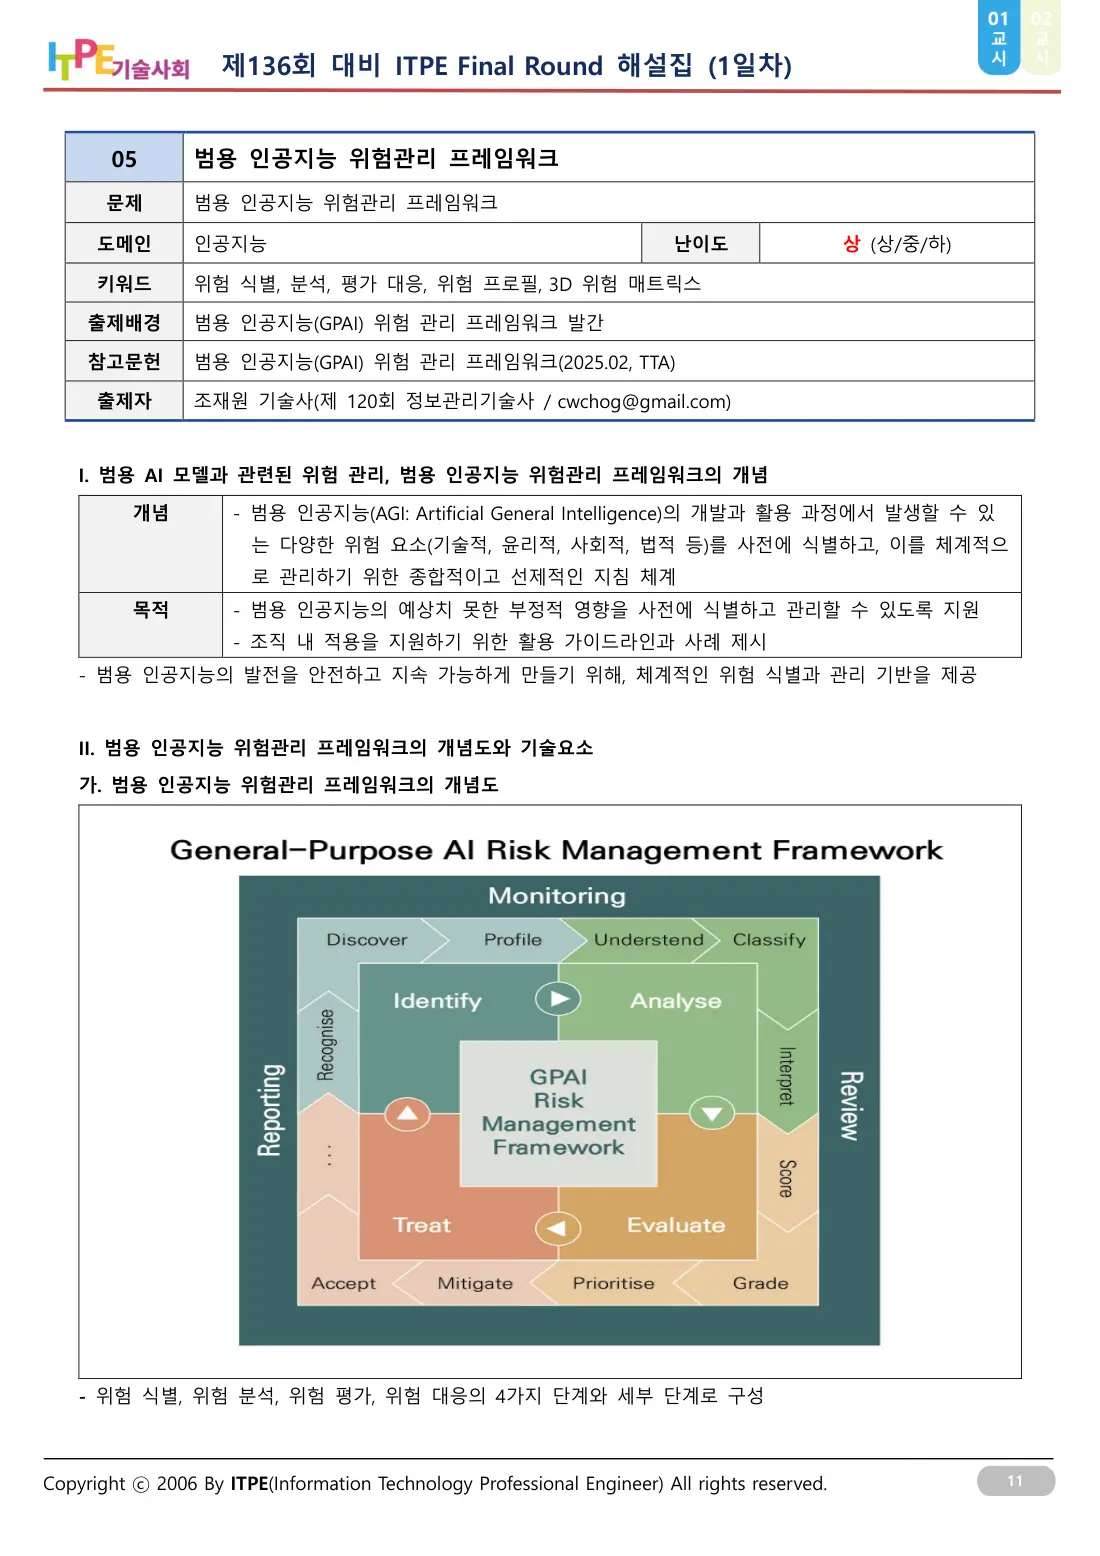 01
교
시
02
교
시
ITPE기술사회
제136회 대비 ITPE Final Round 해설집 (1일차)
05 범용 인공지능 위험관리 프레임워크
문제 범용 인공지능 위험관리 프레임워크
도메인 인공지능 난이도 상 (상/중/하)
키워드 위험 식별, 분석, 평가 대응, 위험 프로필, 3D 위험 매트릭스
출제배경 범용 인공지능(GPAI) 위험 관리 프레임워크 발간
참고문헌 범용 인공지능(GPAI) 위험 관리 프레임워크(2025.02, TTA)
출제자 조재원 기술사(제 120회 정보관리기술사 / cwchog@gmail.com)
I. 범용 AI 모델과 관련된 위험 관리, 범용 인공지능 위험관리 프레임워크의 개념
개념 - 범용 인공지능(AGI: Artificial General Intelligence)의 개발과 활용 과정에서 발생할 수 있
는 다양한 위험 요소(기술적, 윤리적, 사회적, 법적 등)를 사전에 식별하고, 이를 체계적으
로 관리하기 위한 종합적이고 선제적인 지침 체계
목적 - 범용 인공지능의 예상치 못한 부정적 영향을 사전에 식별하고 관리할 수 있도록 지원
- 조직 내 적용을 지원하기 위한 활용 가이드라인과 사례 제시
- 범용 인공지능의 발전을 안전하고 지속 가능하게 만들기 위해, 체계적인 위험 식별과 관리 기반을 제공
II. 범용 인공지능 위험관리 프레임워크의 개념도와 기술요소
가. 범용 인공지능 위험관리 프레임워크의 개념도
General-Purpose AI Risk Management Framework
Monitoring
Discover Profile Understend Classify
Identify Analyse
Recognise
Interpret
Reporting
Review
GPAI
Risk
Management
Framework
...
Score
Treat Evaluate
Accept Mitigate Prioritise Grade
- 위험 식별, 위험 분석, 위험 평가, 위험 대응의 4가지 단계와 세부 단계로 구성
Copyright ⓒ 2006 By ITPE(Information Technology Professional Engineer) All rights reserved.
11